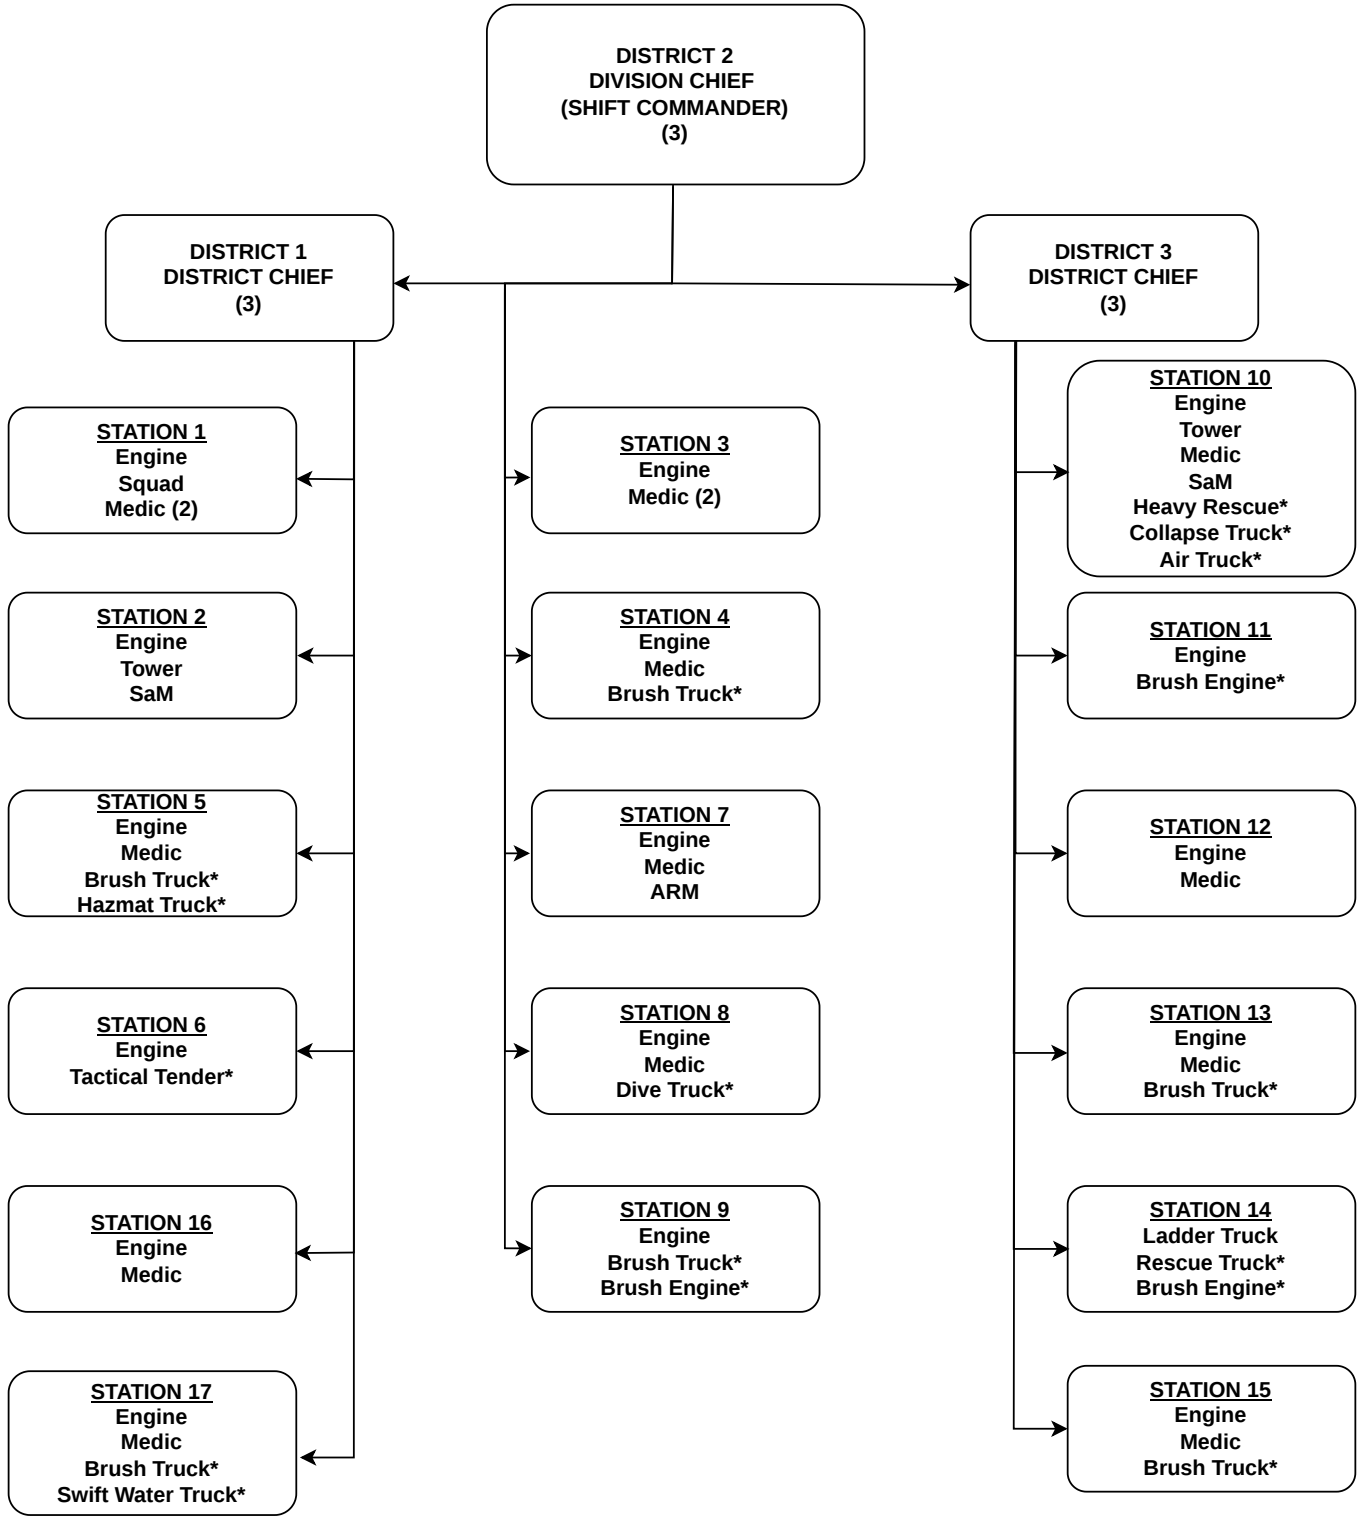 DISTRICT 2
DIVISION CHIEF
(SHIFT COMMANDER)
(3)
DISTRICT 1
DISTRICT CHIEF
(3)
DISTRICT 3
DISTRICT CHIEF
(3)
STATION 1
Engine
Squad
Medic (2)
STATION 2
Engine
Tower
SaM
STATION 5
Engine
Medic
Brush Truck*
Hazmat Truck*
STATION 6
Engine
Tactical Tender*
STATION 16
Engine
Medic
STATION 17
Engine
Medic
Brush Truck*
Swift Water Truck*
STATION 3
Engine
Medic (2)
STATION 4
Engine
Medic
Brush Truck*
STATION 7
Engine
Medic
ARM
STATION 8
Engine
Medic
Dive Truck*
STATION 9
Engine
Brush Truck*
Brush Engine*
STATION 10
Engine
Tower
Medic
SaM
Heavy Rescue*
Collapse Truck*
Air Truck*
STATION 11
Engine
Brush Engine*
STATION 12
Engine
Medic
STATION 13
Engine
Medic
Brush Truck*
STATION 14
Ladder Truck
Rescue Truck*
Brush Engine*
STATION 15
Engine
Medic
Brush Truck*